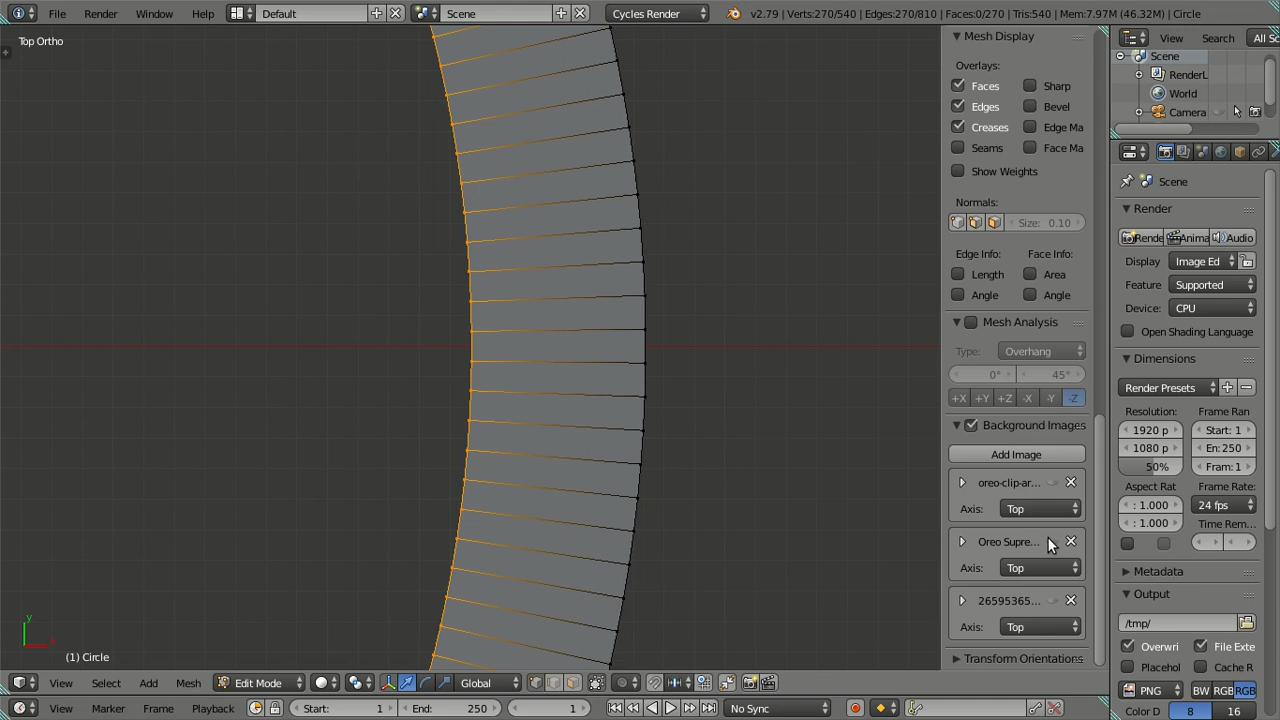 File Render Window Help Default Scene Cycles Render v2.79 | Verts:270/540 | Edges:270/810 | Faces:0/270 | Tris:540 | Mem:7.97M (46.32M) | Circle
Top Ortho
Mesh Display
Overlays:
Faces Sharp
Edges Bevel
Creases Edge Ma
Seams Face Ma
Show Weights
Normals:
Size: 0.10
Edge Info: Face Info:
Length Area
Angle Angle
Mesh Analysis
Type: Overhang
0° 45°
+X +Y +Z -X -Y -Z
Background Images
Add Image
oreo-clip-ar...
Axis: Top
Oreo Supre...
Axis: Top
26595365...
Axis: Top
Transform Orientations
View Search All Sc
Scene
RenderL
World
Camera
Scene
Render
Rende Anima Audio
Display Image Ed
Feature Supported
Device: CPU
Open Shading Language
Dimensions
Render Presets
Resolution: Frame Ran
1920 p Start: 1
1080 p En: 250
50% Fram: 1
Aspect Rat Frame Rate:
: 1.000 24 fps
: 1.000 Time Rem...
Metadata
Output
/tmp/
Overwri File Exte
Placehol Cache R
PNG BW RGB RGB
Color D 8 16
y
x
(1) Circle
View Select Add Mesh Edit Mode Global
View Marker Frame Playback Start: 1 End: 250 1 No Sync